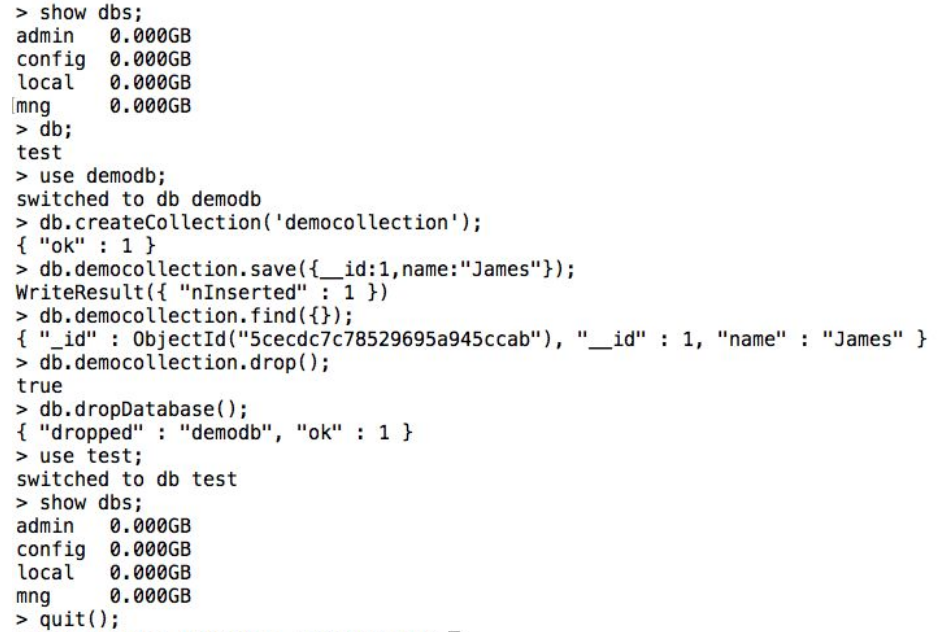 > show dbs;
admin   0.000GB
config  0.000GB
local   0.000GB
[mng     0.000GB
> db;
test
> use demodb;
switched to db demodb
> db.createCollection('democollection');
{ "ok" : 1 }
> db.democollection.save({__id:1,name:"James"});
WriteResult({ "nInserted" : 1 })
> db.democollection.find({});
{ "_id" : ObjectId("5cecdc7c78529695a945ccab"), "__id" : 1, "name" : "James" }
> db.democollection.drop();
true
> db.dropDatabase();
{ "dropped" : "demodb", "ok" : 1 }
> use test;
switched to db test
> show dbs;
admin   0.000GB
config  0.000GB
local   0.000GB
mng     0.000GB
> quit();